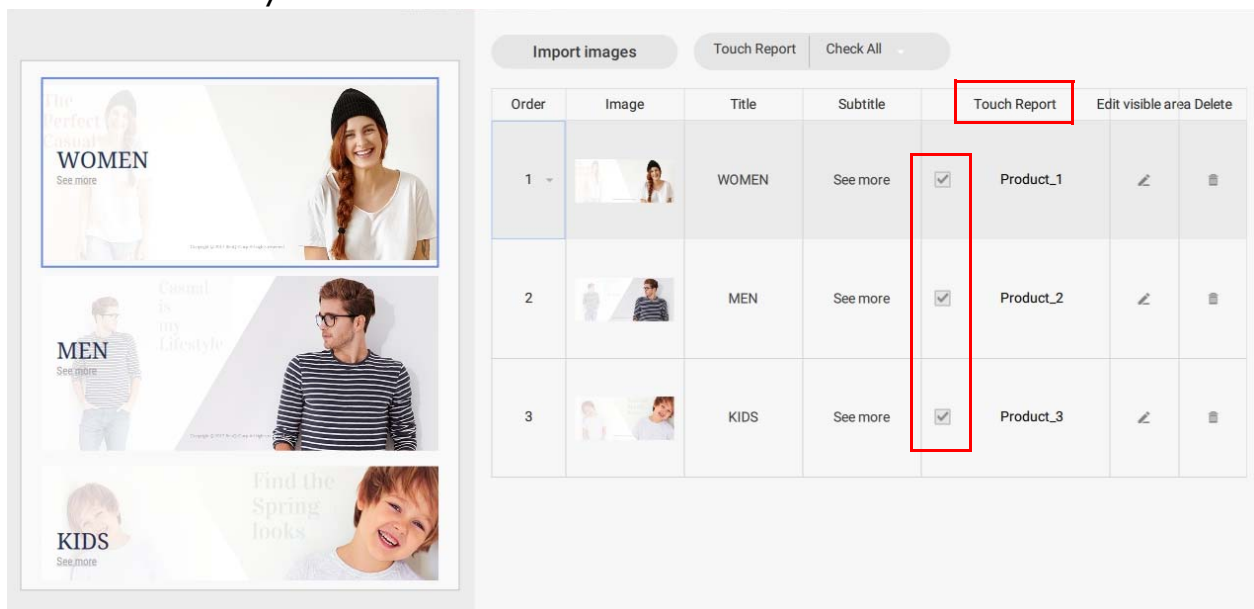 The
Perfect
Casual
WOMEN
See more
Casual
is
my
Lifestyle
MEN
See more
Find the
Spring
looks
KIDS
See more
Import images
Touch Report Check All
Order Image Title Subtitle Touch Report Edit visible area Delete
1 WOMEN See more Product_1
2 MEN See more Product_2
3 KIDS See more Product_3